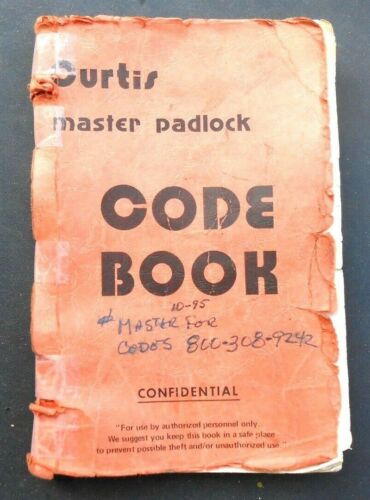 Curtis
master padlock
CODE
BOOK
10-95
# MASTER FOR
CODES 800-308-9242
CONFIDENTIAL
"For use by authorized personnel only.
We suggest you keep this book in a safe place
to prevent possible theft and/or unauthorized use."